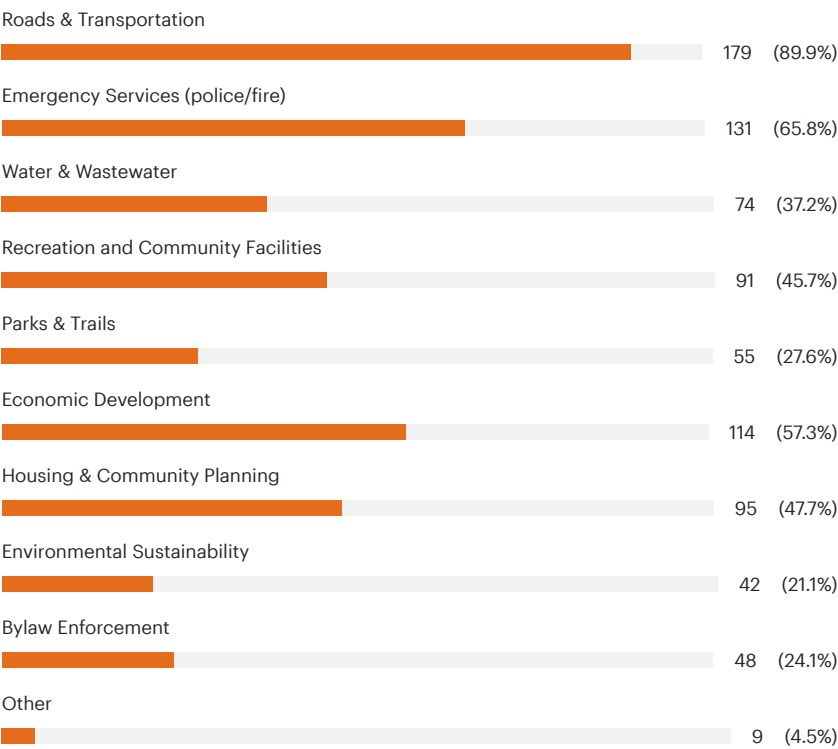 Roads & Transportation
179 (89.9%)
Emergency Services (police/fire)
131 (65.8%)
Water & Wastewater
74 (37.2%)
Recreation and Community Facilities
91 (45.7%)
Parks & Trails
55 (27.6%)
Economic Development
114 (57.3%)
Housing & Community Planning
95 (47.7%)
Environmental Sustainability
42 (21.1%)
Bylaw Enforcement
48 (24.1%)
Other
9 (4.5%)